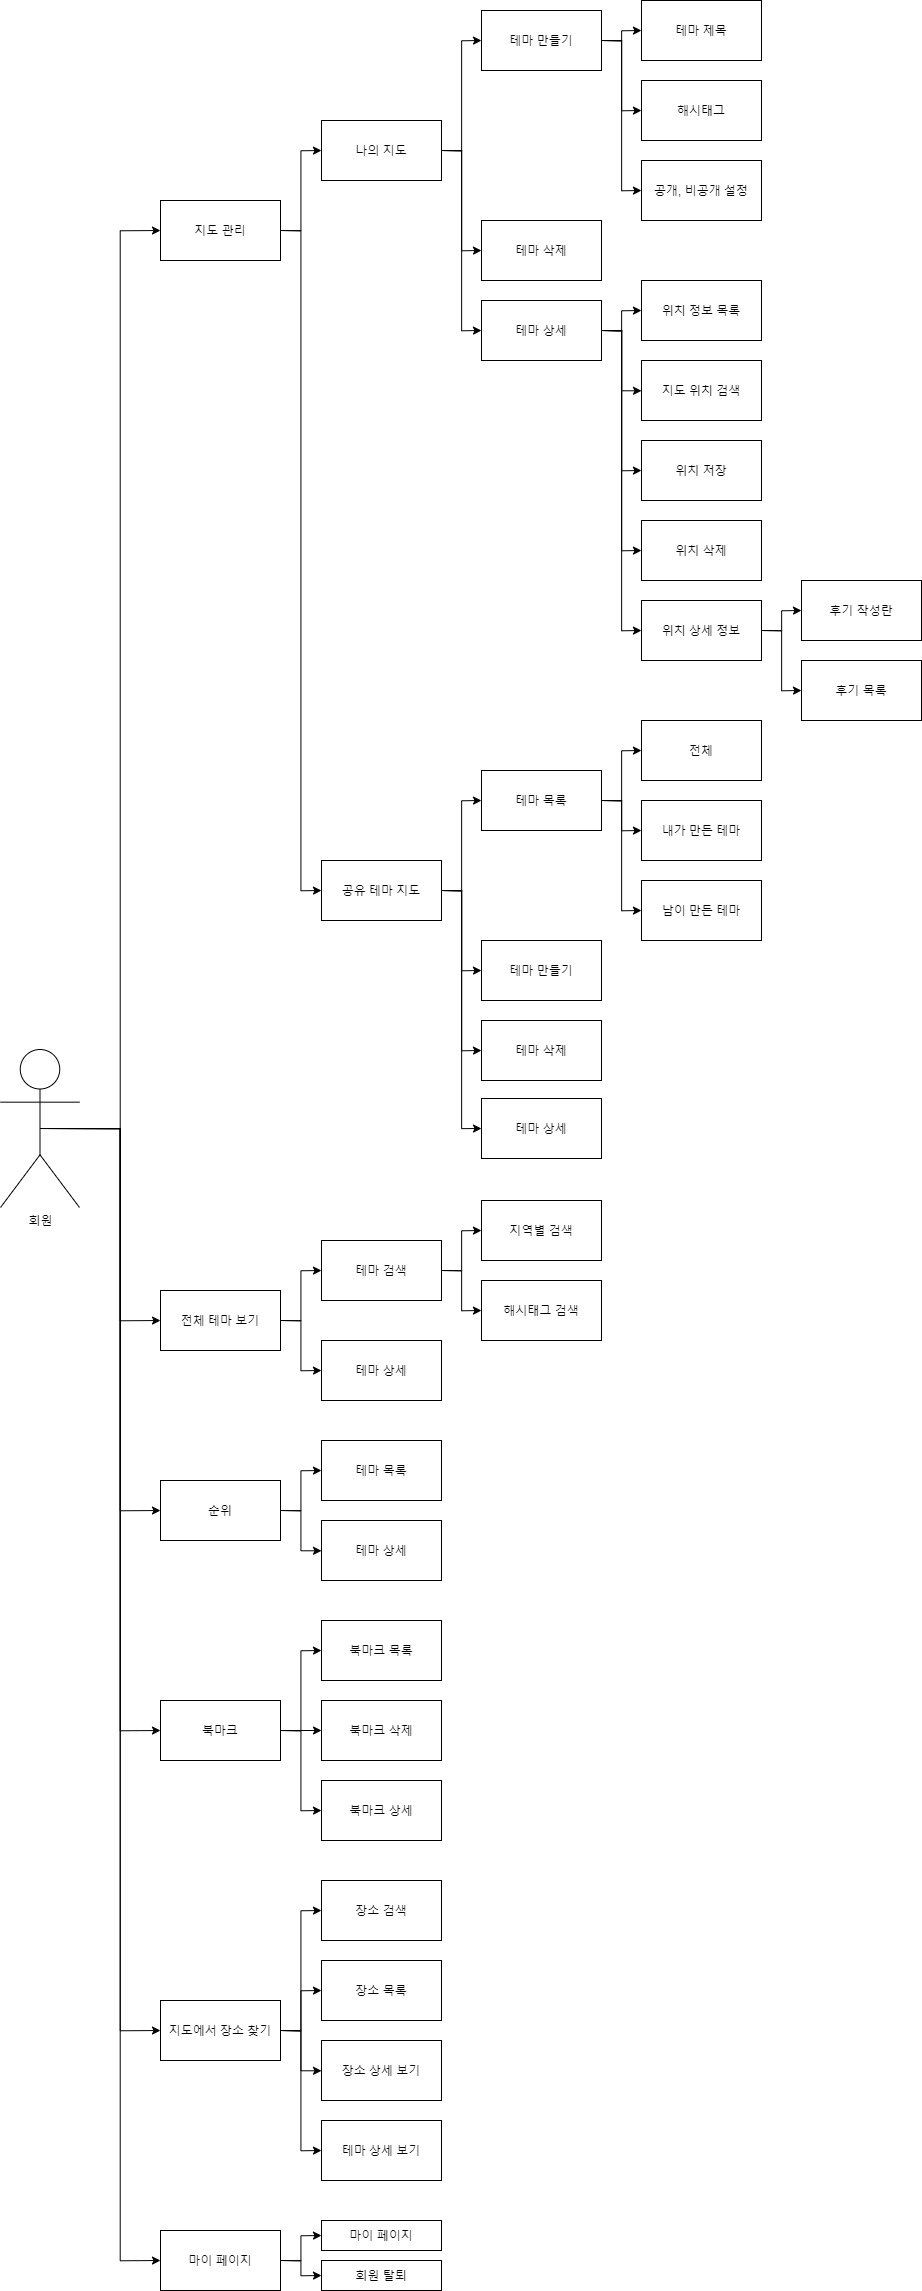 테마 제목
테마 만들기
해시태그
나의 지도
공개, 비공개 설정
지도 관리
테마 삭제
위치 정보 목록
테마 상세
지도 위치 검색
위치 저장
위치 삭제
후기 작성란
위치 상세 정보
후기 목록
전체
테마 목록
내가 만든 테마
공유 테마 지도
남이 만든 테마
테마 만들기
테마 삭제
테마 상세
회원
지역별 검색
테마 검색
해시태그 검색
전체 테마 보기
테마 상세
테마 목록
순위
테마 상세
북마크 목록
북마크
북마크 삭제
북마크 상세
장소 검색
장소 목록
지도에서 장소 찾기
장소 상세 보기
테마 상세 보기
마이 페이지
마이 페이지
회원 탈퇴